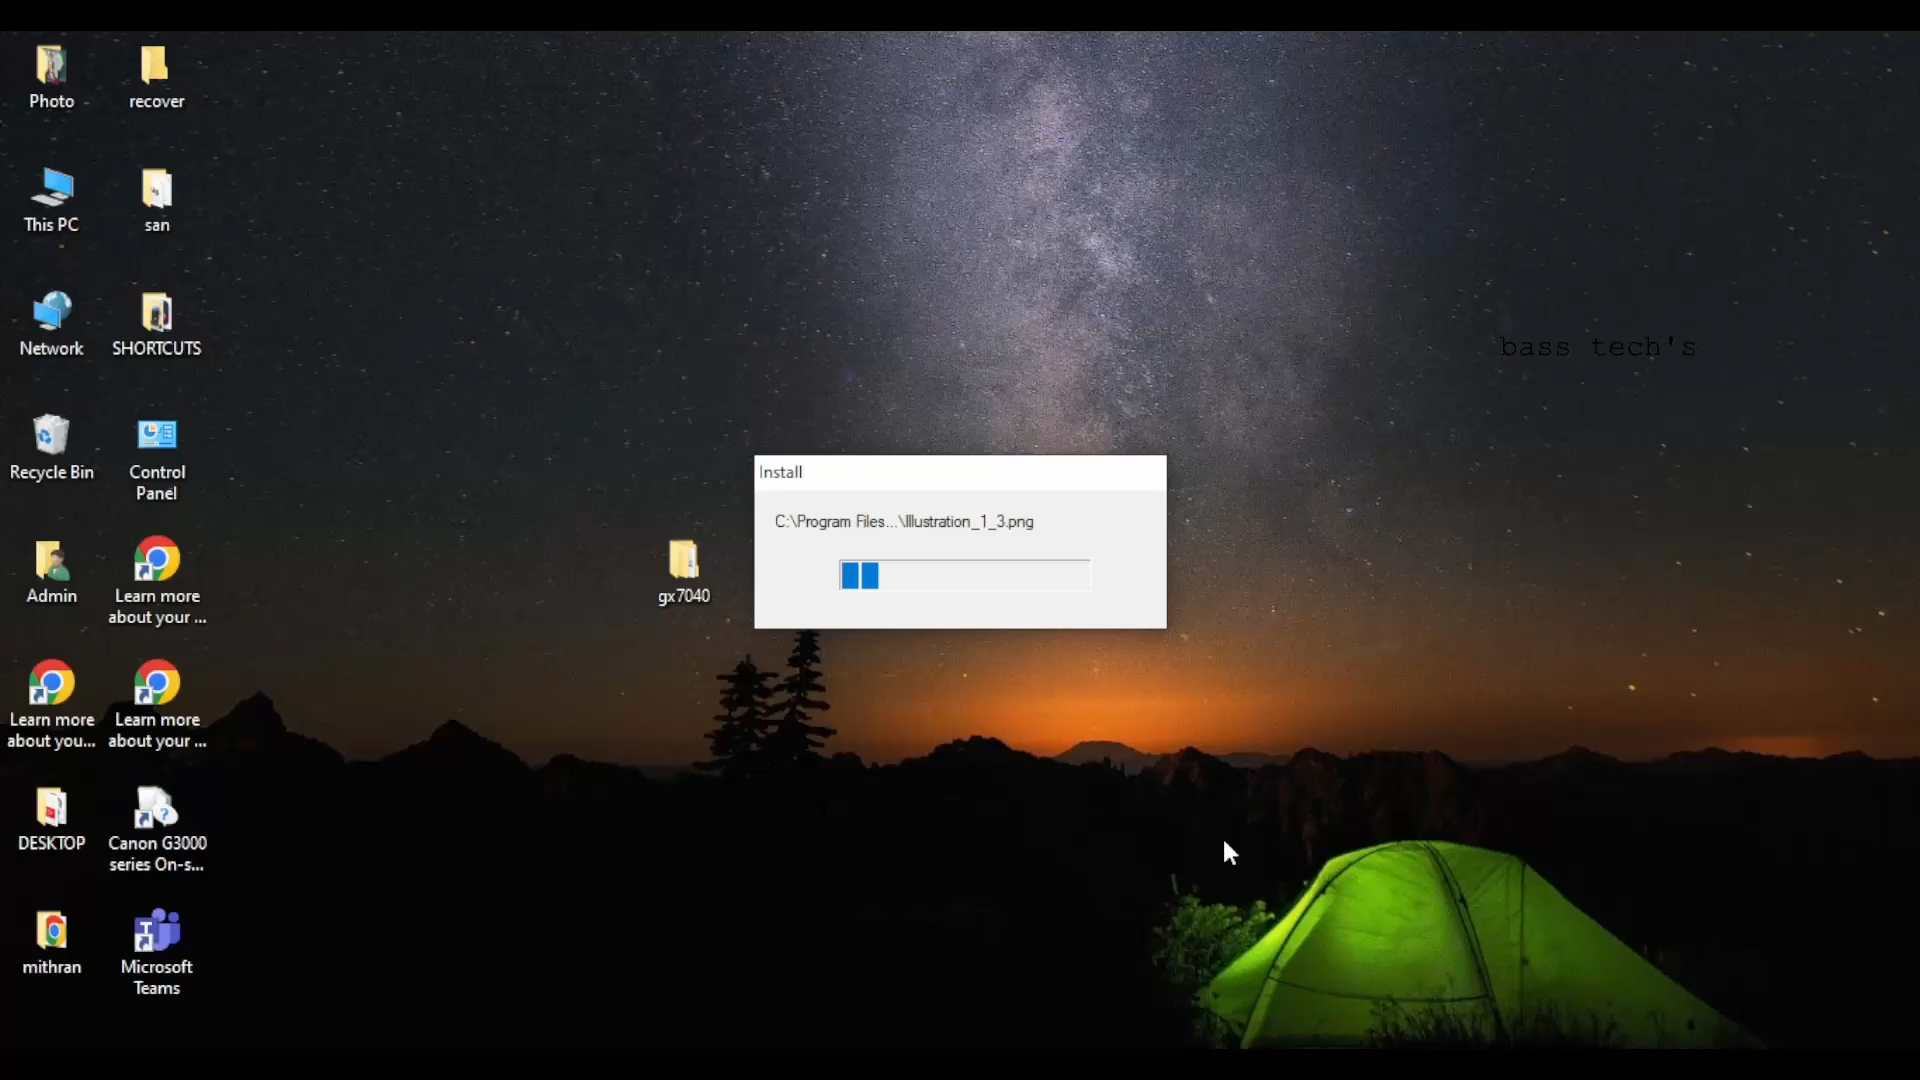 Photo
recover
This PC
san
Network
SHORTCUTS
bass tech's
Recycle Bin
Control
Panel
Install
C:\Program Files...\Illustration_1_3.png
Admin
Learn more
about your ...
gx7040
Learn more
about you...
Learn more
about your ...
DESKTOP
Canon G3000
series On-s...
mithran
Microsoft
Teams